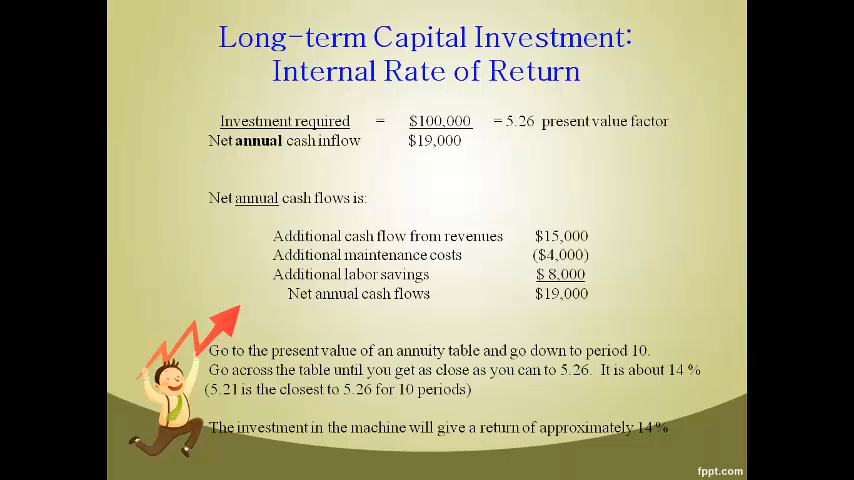 Long-term Capital Investment:
Internal Rate of Return
Investment required = $100,000 = 5.26 present value factor
Net annual cash inflow $19,000
Net annual cash flows is:
Additional cash flow from revenues $15,000
Additional maintenance costs ($4,000)
Additional labor savings $ 8,000
Net annual cash flows $19,000
Go to the present value of an annuity table and go down to period 10.
Go across the table until you get as close as you can to 5.26. It is about 14 %
(5.21 is the closest to 5.26 for 10 periods)
The investment in the machine will give a return of approximately 14%
fppt.com